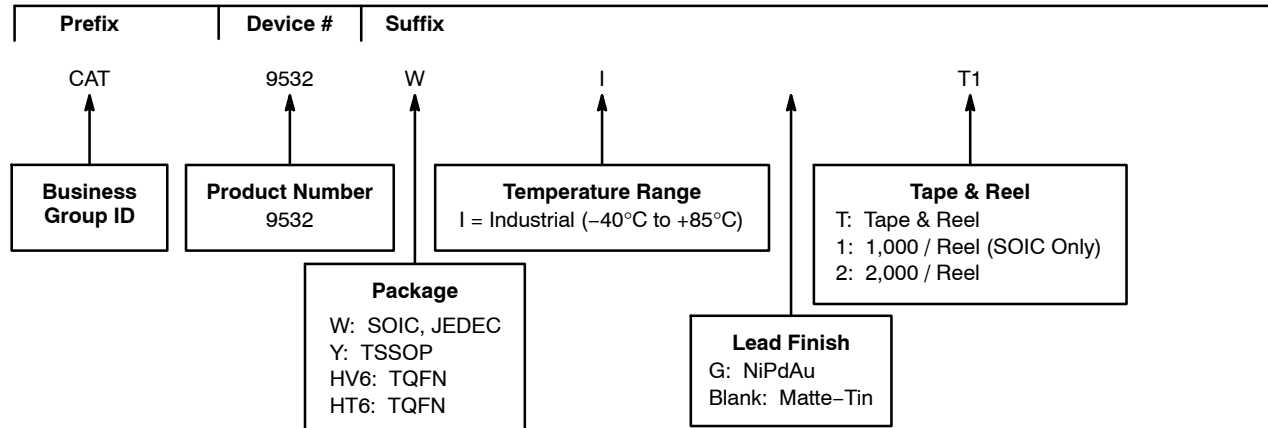 Prefix Device # Suffix
CAT 9532 W I T1
Business
Group ID
Product Number
9532
Temperature Range
I = Industrial (−40°C to +85°C)
Tape & Reel
T: Tape & Reel
1: 1,000 / Reel (SOIC Only)
2: 2,000 / Reel
Package
W: SOIC, JEDEC
Y: TSSOP
HV6: TQFN
HT6: TQFN
Lead Finish
G: NiPdAu
Blank: Matte−Tin